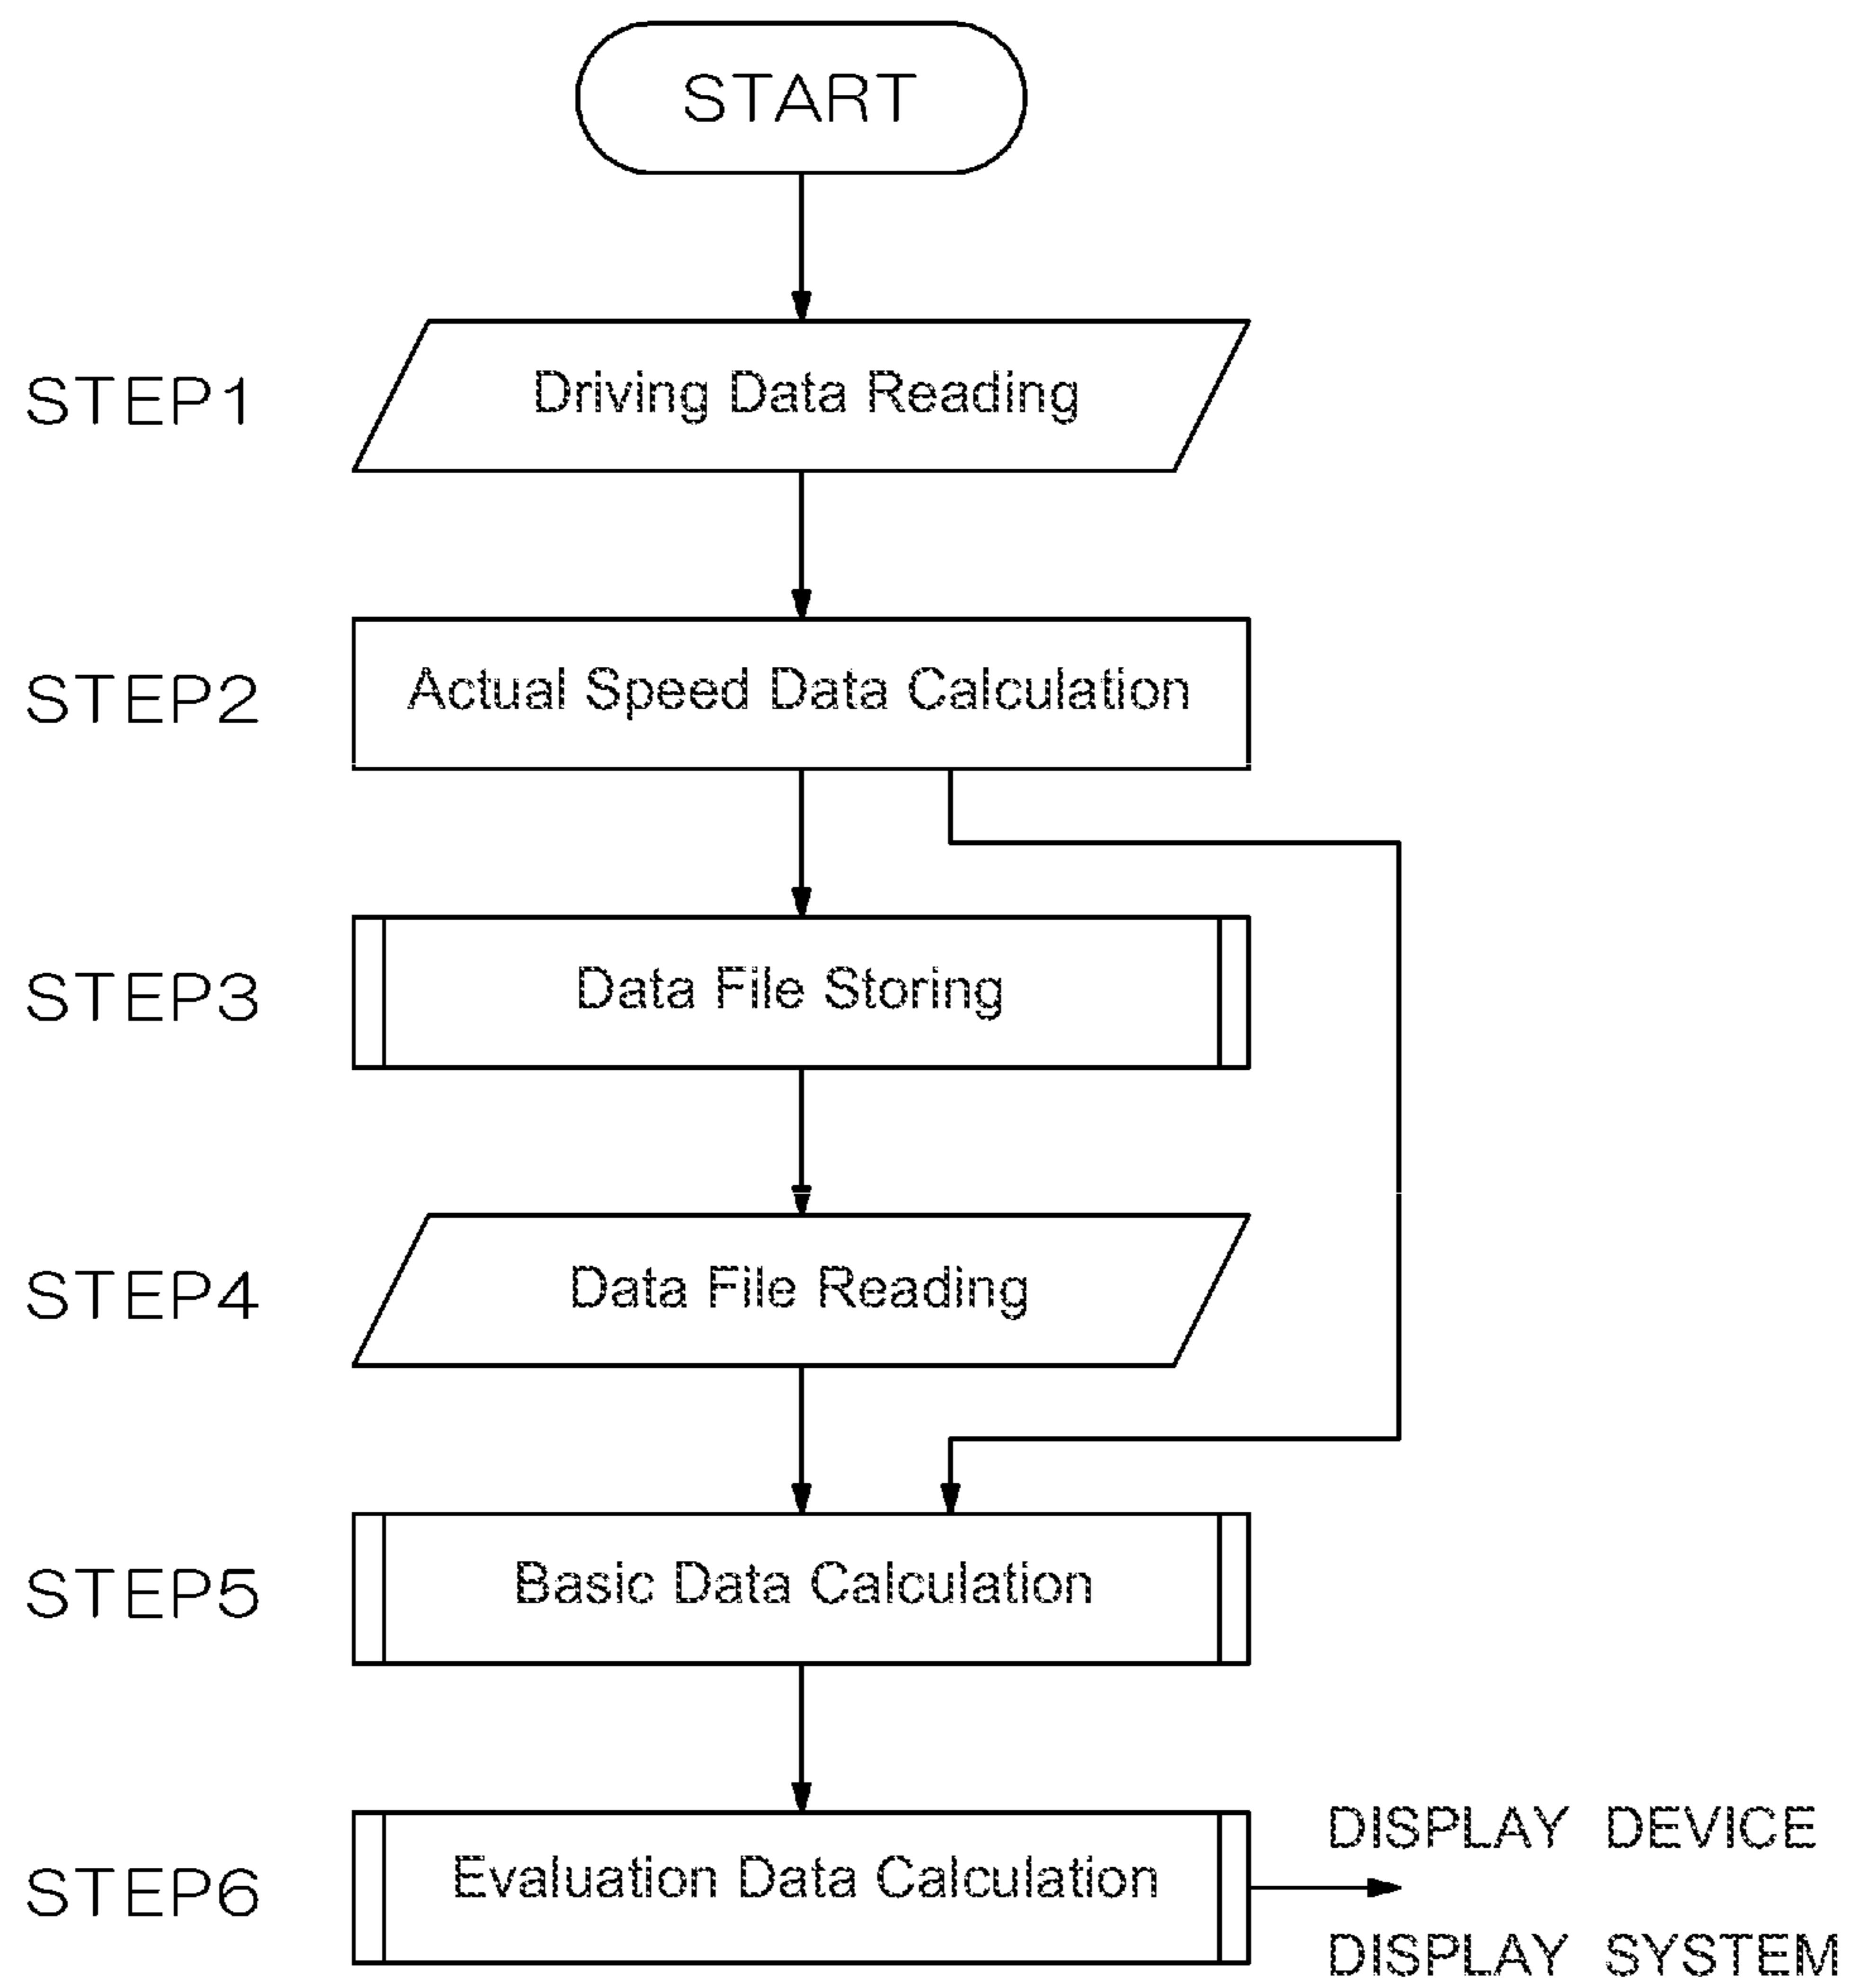 START
STEP1
Driving Data Reading
STEP2
Actual Speed Data Calculation
STEP3
Data File Storing
STEP4
Data File Reading
STEP5
Basic Data Calculation
STEP6
Evaluation Data Calculation
DISPLAY DEVICE
DISPLAY SYSTEM